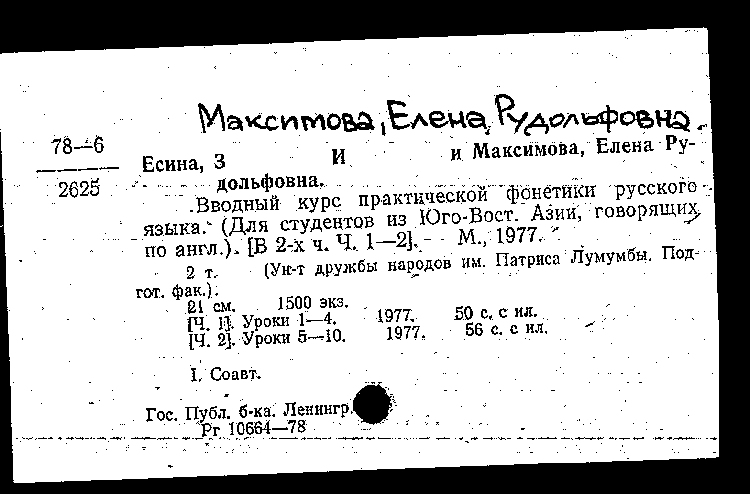 Максимова, Елена Рудольфовна.
78—6
2625
Есина, З И и Максимова, Елена Ру-
дольфовна.
Вводный курс практической фонетики русского
языка. (Для студентов из Юго-Вост. Азии, говорящих
по англ.). [В 2-х ч. Ч. 1—2]. М., 1977.
2 т. (Ун-т дружбы народов им. Патриса Лумумбы. Под-
гот. фак.).
21 см. 1500 экз.
[Ч. 1]. Уроки 1—4. 1977. 50 с. с ил.
[Ч. 2]. Уроки 5—10. 1977. 56 с. с ил.
I. Соавт.
Гос. Публ. б-ка. Ленингр.
Рг 10664—78